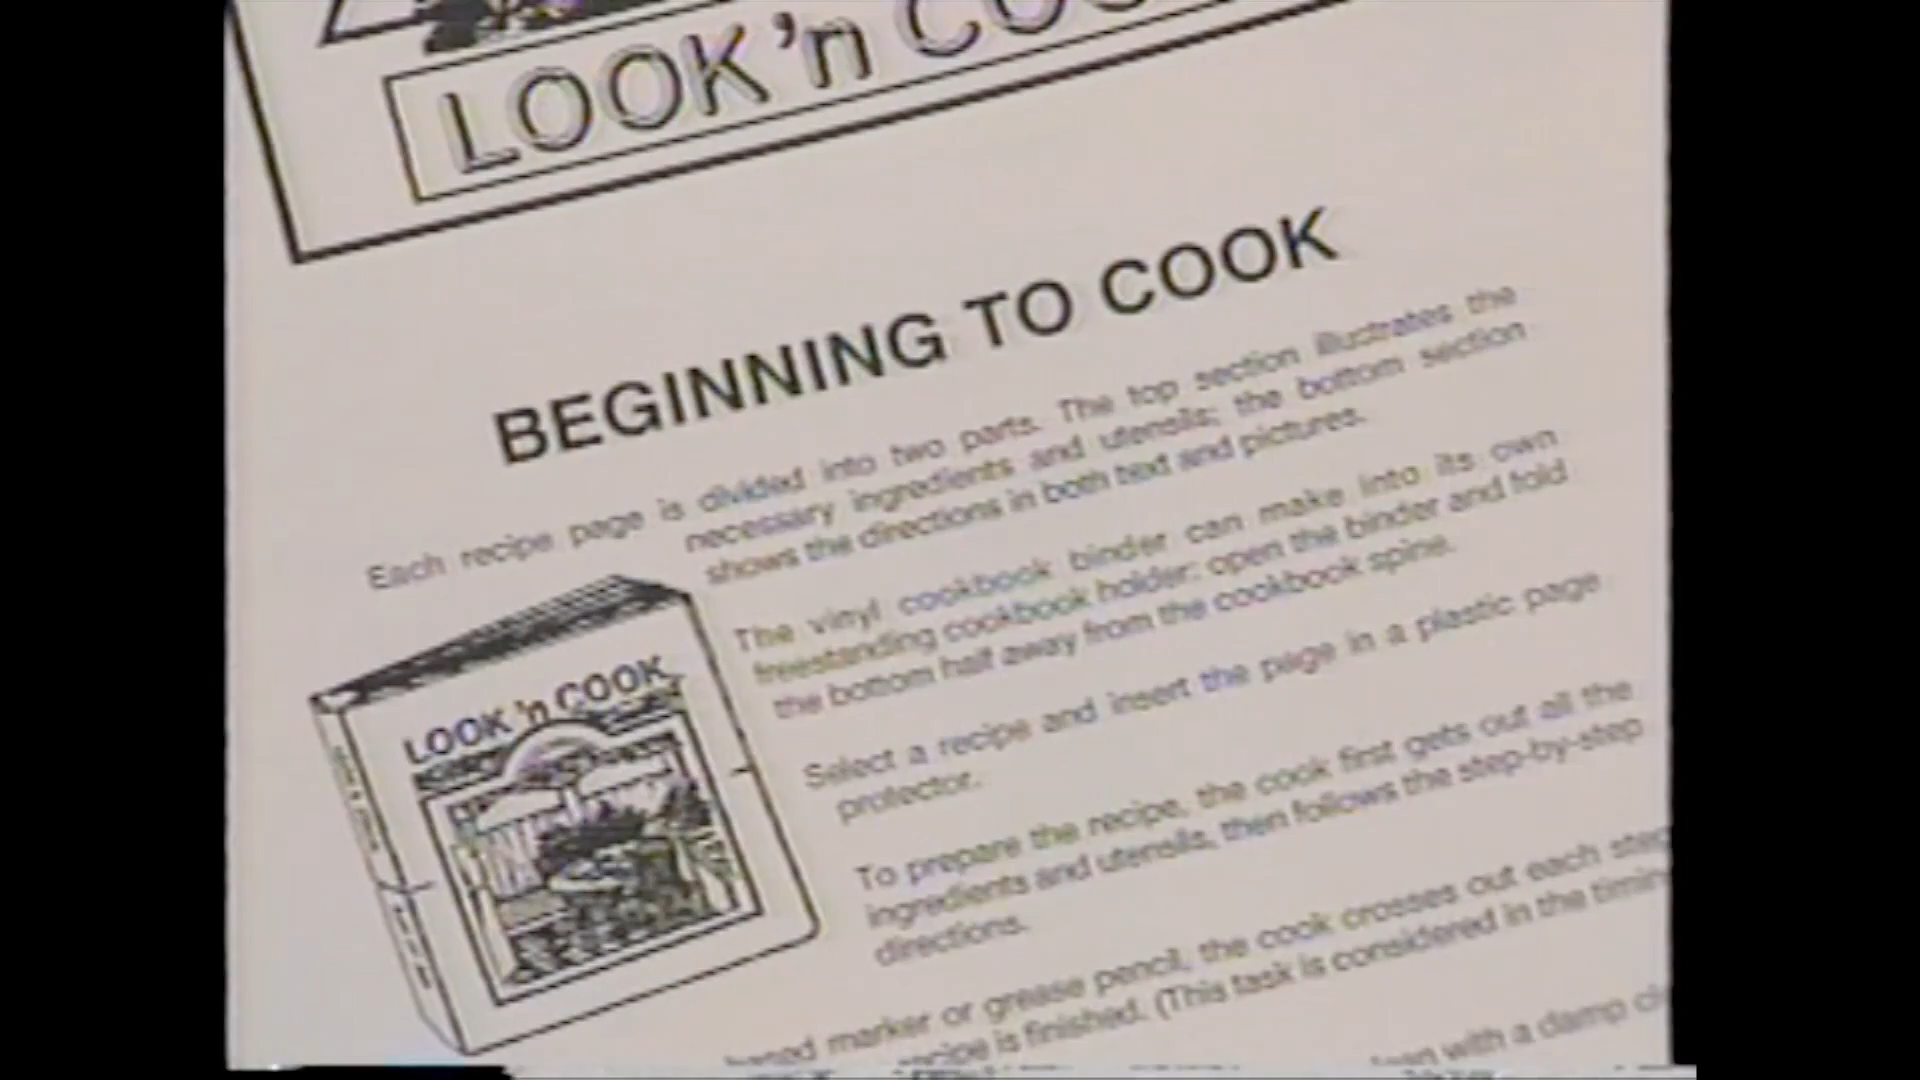 LOOK 'n COO
BEGINNING TO COOK
Each recipe page is divided into two parts. The top section illustrates the
necessary ingredients and utensils; the bottom section
shows the directions in both text and pictures.
LOOK 'n COOK
The vinyl cookbook binder can make into its own
freestanding cookbook holder: open the binder and fold
the bottom half away from the cookbook spine.
Select a recipe and insert the page in a plastic page
protector.
To prepare the recipe, the cook first gets out all the
ingredients and utensils, then follows the step-by-step
directions.
based marker or grease pencil, the cook crosses out each step
recipe is finished. (This task is considered in the timin
with a damp